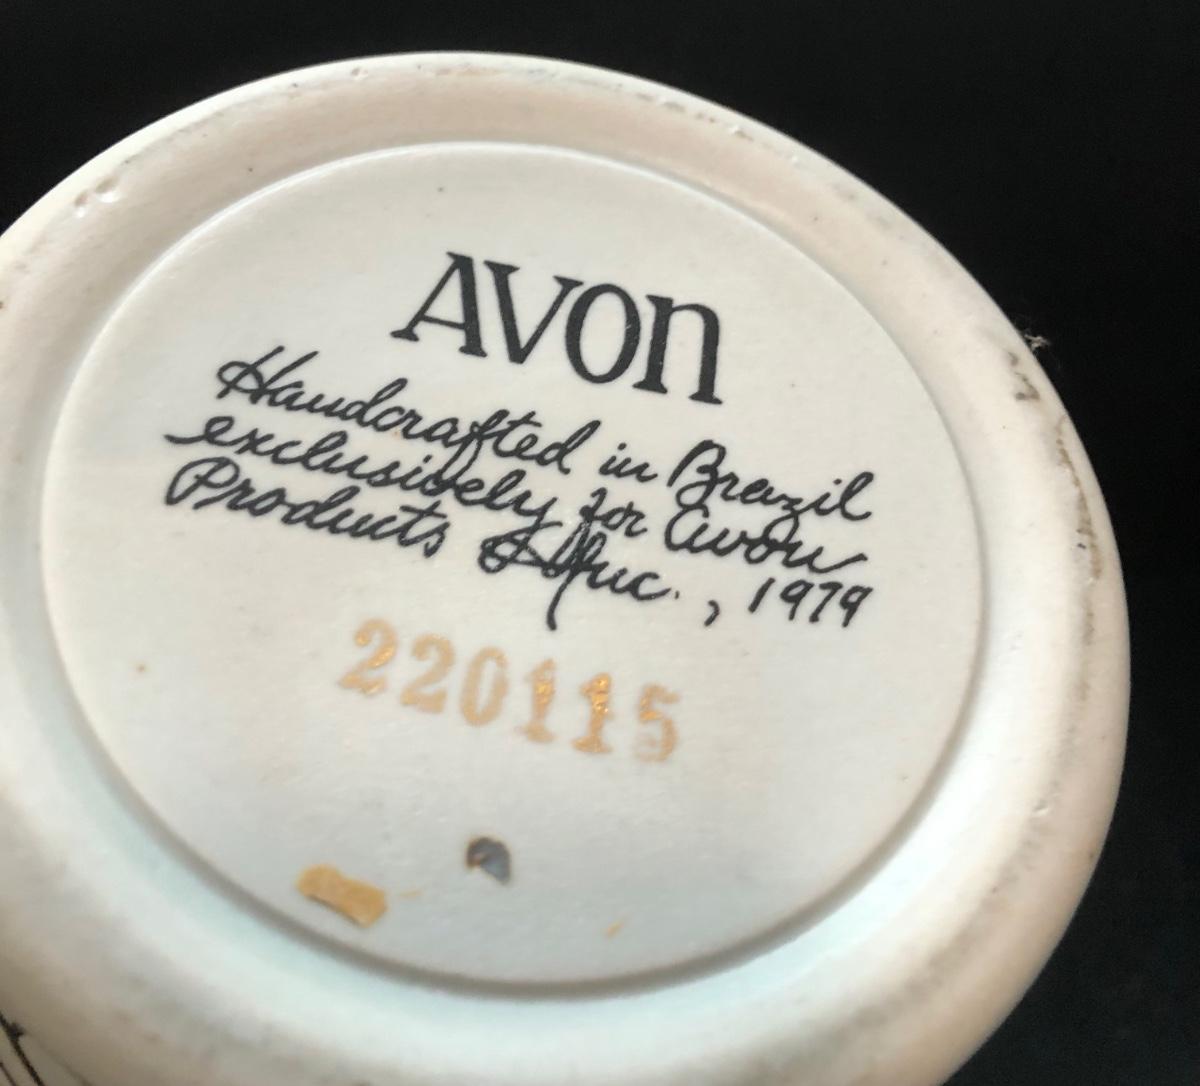 AVON
Handcrafted in Brazil
exclusively for Avon
Products Inc., 1979
220115